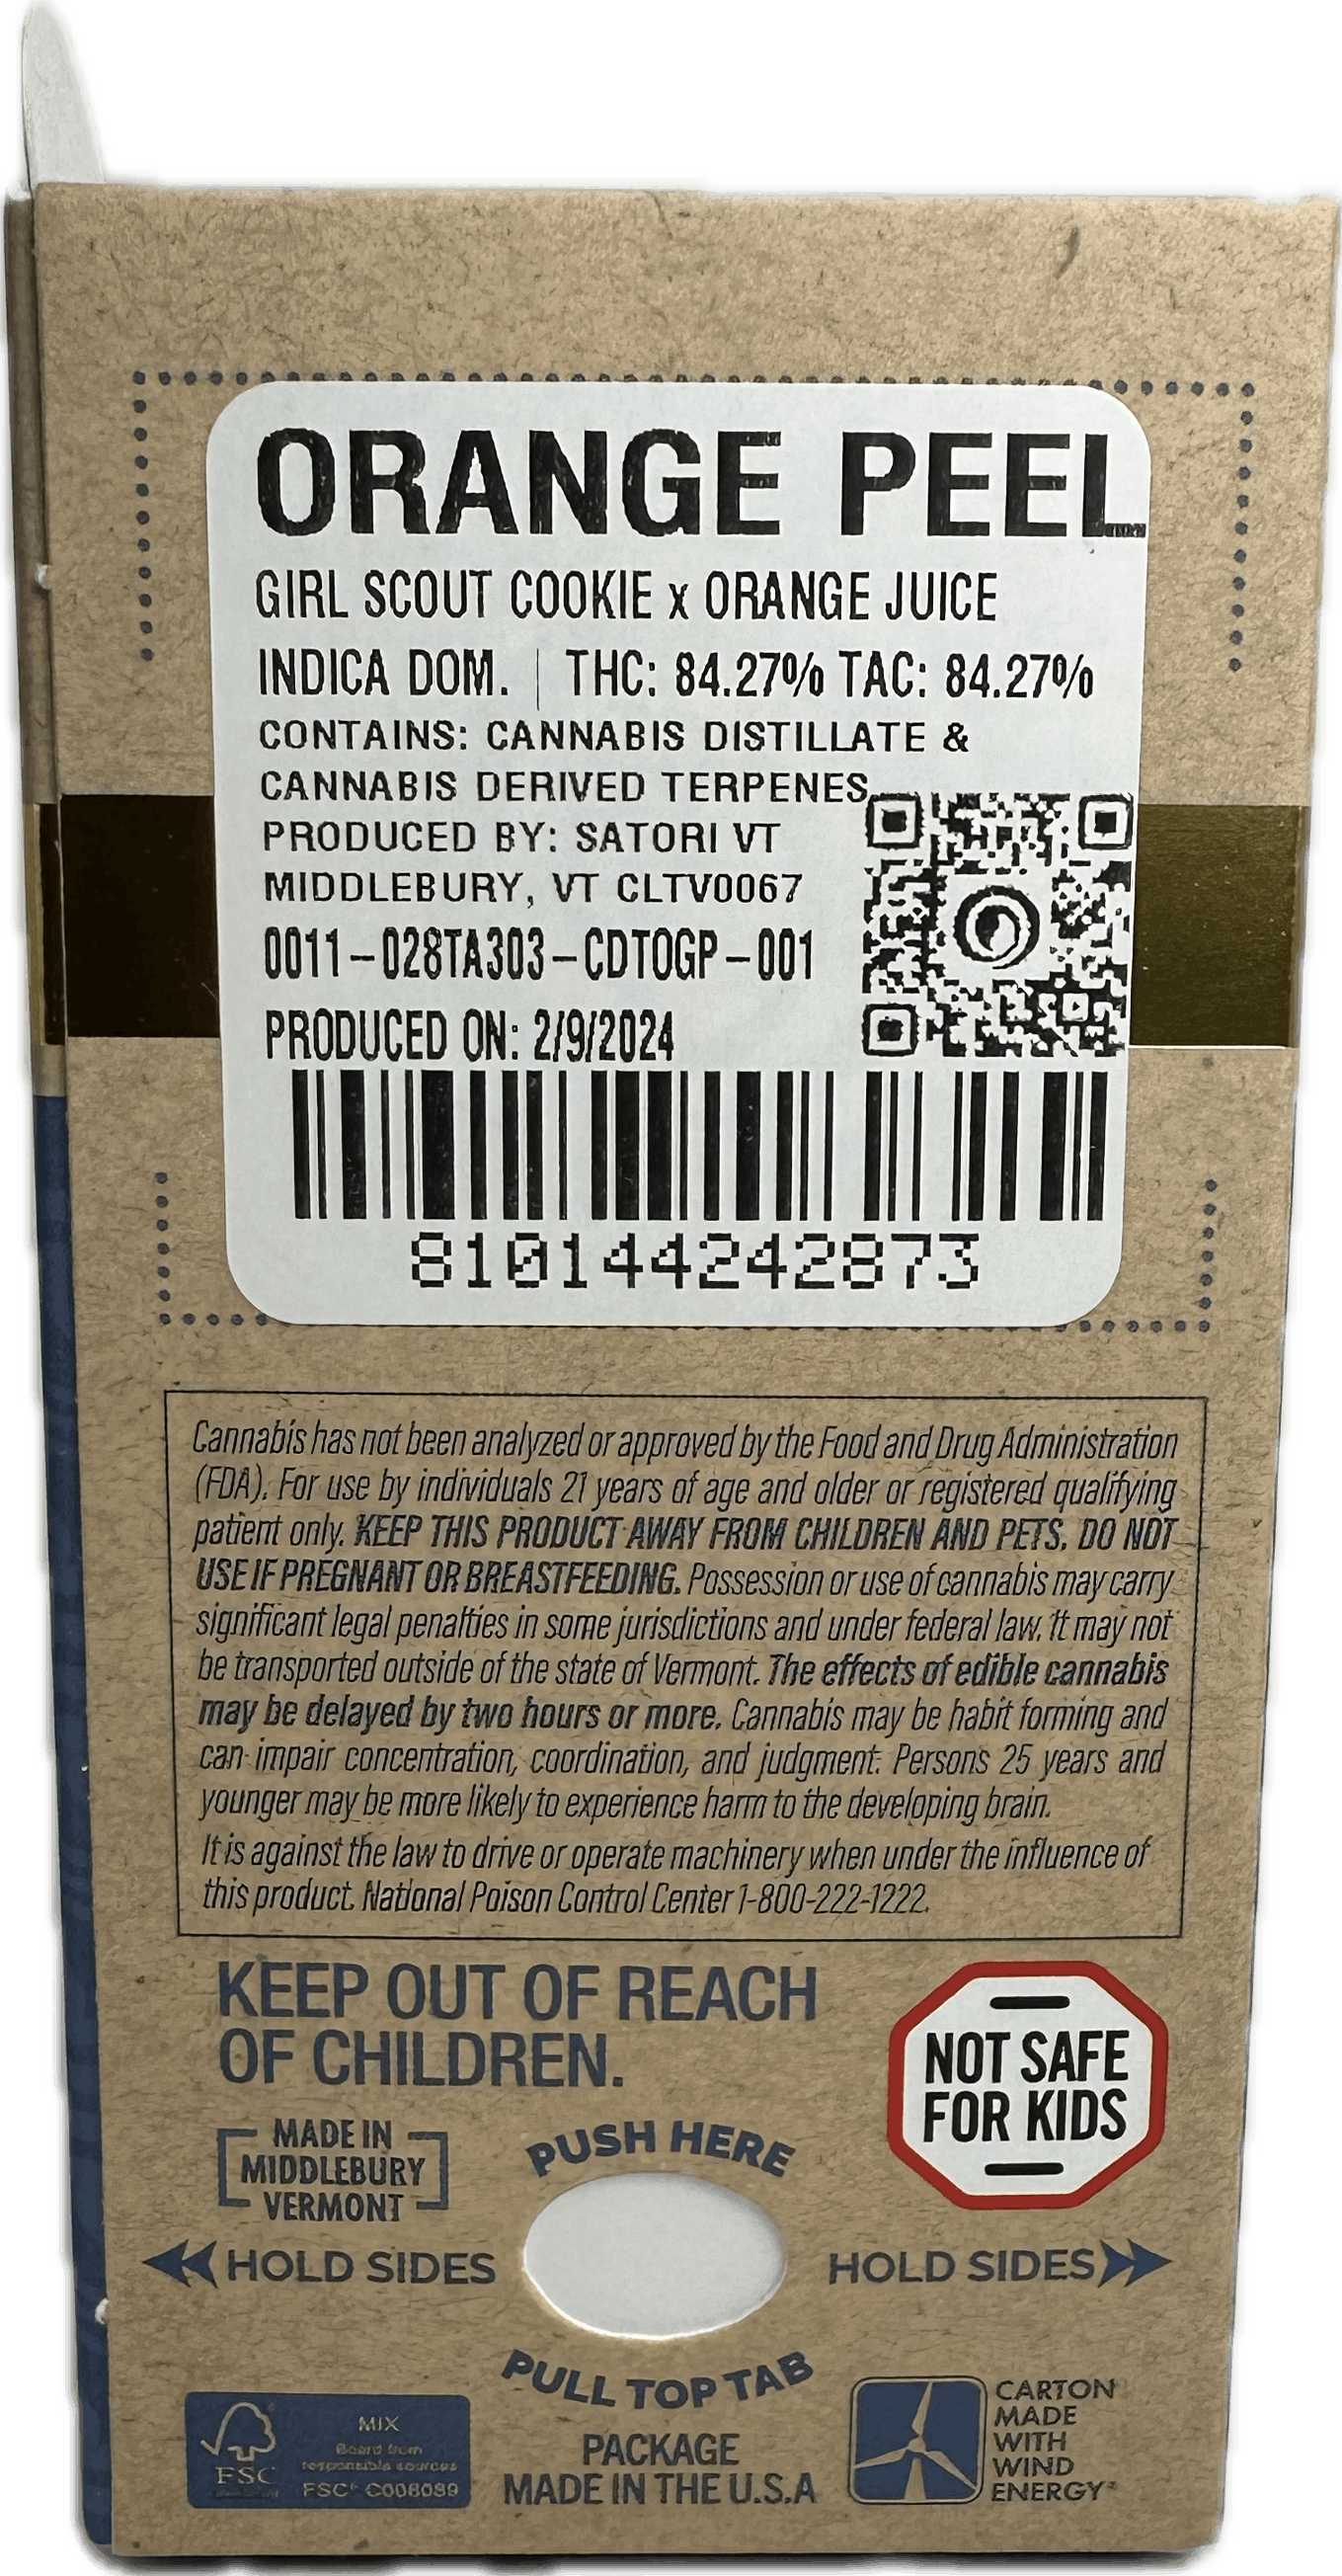 ORANGE PEEL
GIRL SCOUT COOKIE x ORANGE JUICE
INDICA DOM. | THC: 84.27% TAC: 84.27%
CONTAINS: CANNABIS DISTILLATE &
CANNABIS DERIVED TERPENES
PRODUCED BY: SATORI VT
MIDDLEBURY, VT CLTV0067
0011-028TA303-CDTOGP-001
PRODUCED ON: 2/9/2024
810144242873
Cannabis has not been analyzed or approved by the Food and Drug Administration
(FDA). For use by individuals 21 years of age and older or registered qualifying
patient only. KEEP THIS PRODUCT AWAY FROM CHILDREN AND PETS. DO NOT
USE IF PREGNANT OR BREASTFEEDING. Possession or use of cannabis may carry
significant legal penalties in some jurisdictions and under federal law. It may not
be transported outside of the state of Vermont. The effects of edible cannabis
may be delayed by two hours or more. Cannabis may be habit forming and
can impair concentration, coordination, and judgment. Persons 25 years and
younger may be more likely to experience harm to the developing brain.
It is against the law to drive or operate machinery when under the influence of
this product. National Poison Control Center 1-800-222-1222.
KEEP OUT OF REACH
OF CHILDREN.
NOT SAFE
FOR KIDS
MADE IN
MIDDLEBURY
VERMONT
PUSH HERE
HOLD SIDES
HOLD SIDES
PULL TOP TAB
FSC
MIX
Board from
responsible sources
FSC® C006089
PACKAGE
MADE IN THE U.S.A
CARTON
MADE
WITH
WIND
ENERGY